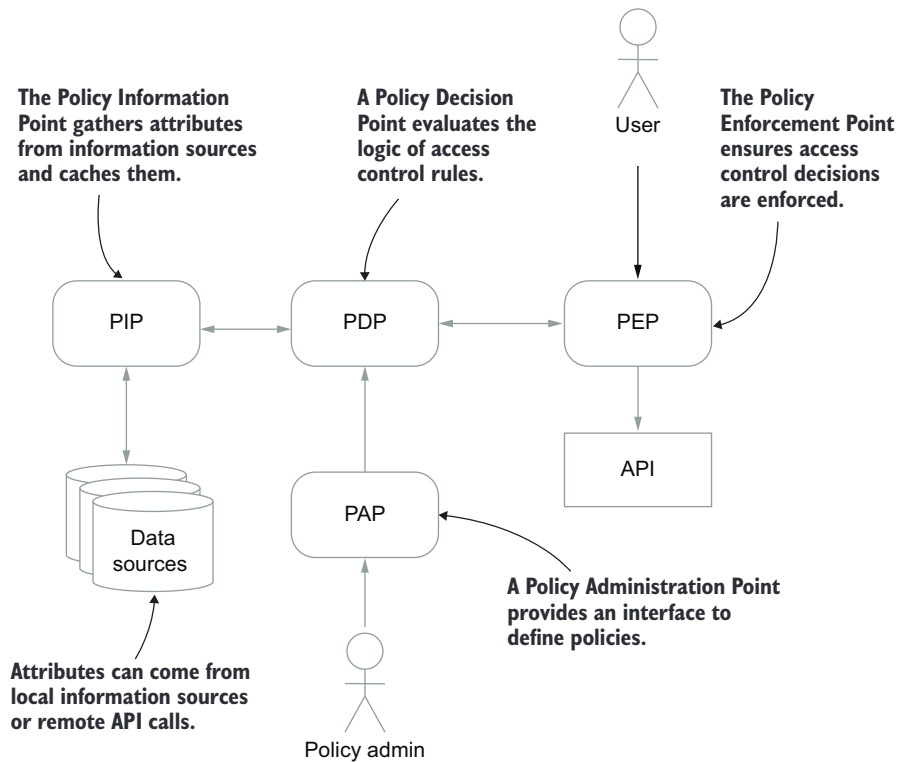 The Policy Information
Point gathers attributes
from information sources
and caches them.
A Policy Decision
Point evaluates the
logic of access
control rules.
User
The Policy
Enforcement Point
ensures access
control decisions
are enforced.
PIP
PDP
PEP
API
PAP
Data
sources
A Policy Administration Point
provides an interface to
define policies.
Attributes can come from
local information sources
or remote API calls.
Policy admin